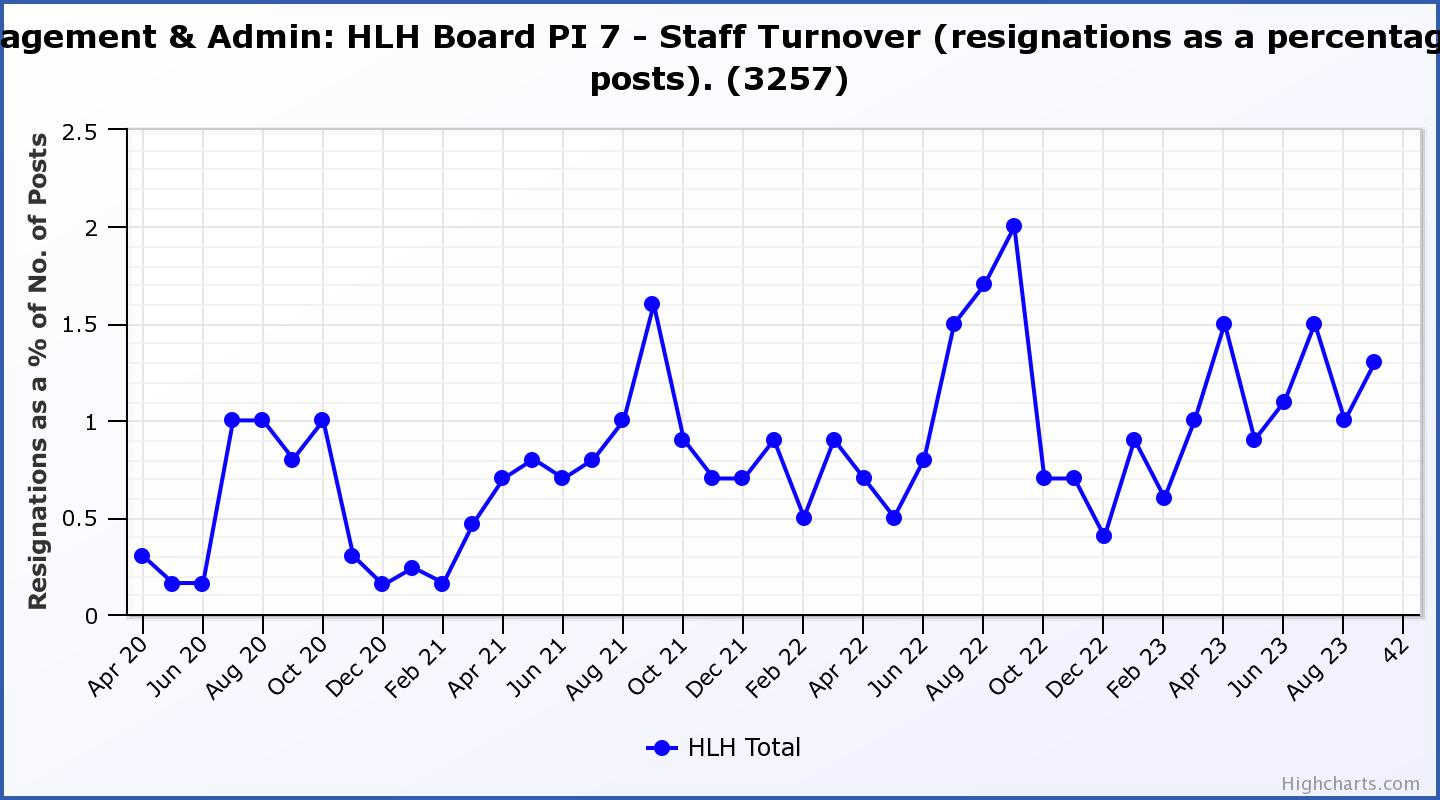 agement & Admin: HLH Board PI 7 - Staff Turnover (resignations as a percentag
posts). (3257)
Resignations as a % of No. of Posts
2.5
2
1.5
1
0.5
0
Apr 20
Jun 20
Aug 20
Oct 20
Dec 20
Feb 21
Apr 21
Jun 21
Aug 21
Oct 21
Dec 21
Feb 22
Apr 22
Jun 22
Aug 22
Oct 22
Dec 22
Feb 23
Apr 23
Jun 23
Aug 23
42
HLH Total
Highcharts.com